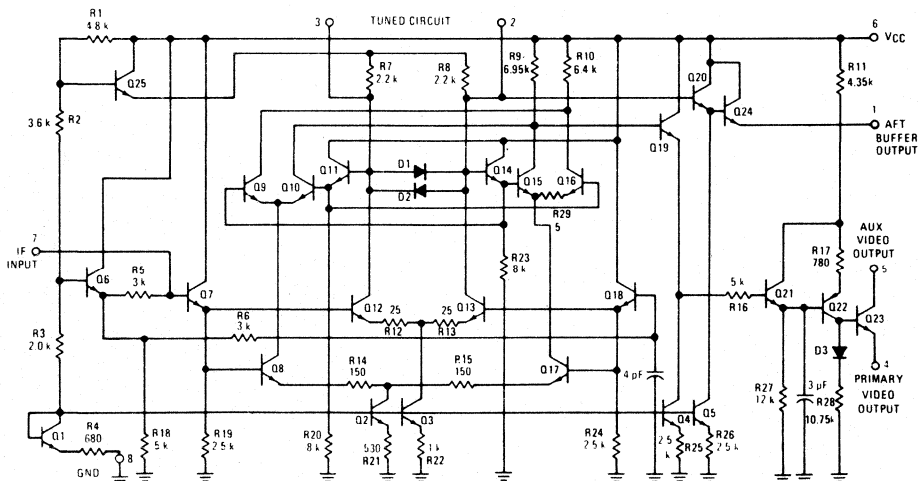 3 TUNED CIRCUIT 2
R1
4.8 k
6
VCC
Q25
R7
2.2 k
R8
2.2 k
R9
6.95k
R10
6.4 k
R11
4.35k
Q20
Q24
R2
3.6k
Q19
1
AFT
BUFFER
OUTPUT
Q11
D1
D2
Q14
Q9
Q10
Q15
Q16
R29
5
7
IF
INPUT
Q6
R5
3 k
Q7
R23
8 k
R17
780
AUX
VIDEO
OUTPUT
5
Q12
25
R12
25
R13
Q13
Q18
5 k
R16
Q21
Q22
Q23
R3
2.0 k
R6
3 k
Q8
R14
150
R15
150
Q17
4 pF
D3
4
PRIMARY
VIDEO
OUTPUT
Q1
R4
680
8
GND
R18
5 k
R19
2.5 k
R20
8 k
Q2
530
R21
Q3
1k
R22
R24
2.5 k
Q4
2.5
k
R25
Q5
R26
2.5 k
R27
12 k
3 pF
R28
10.75k